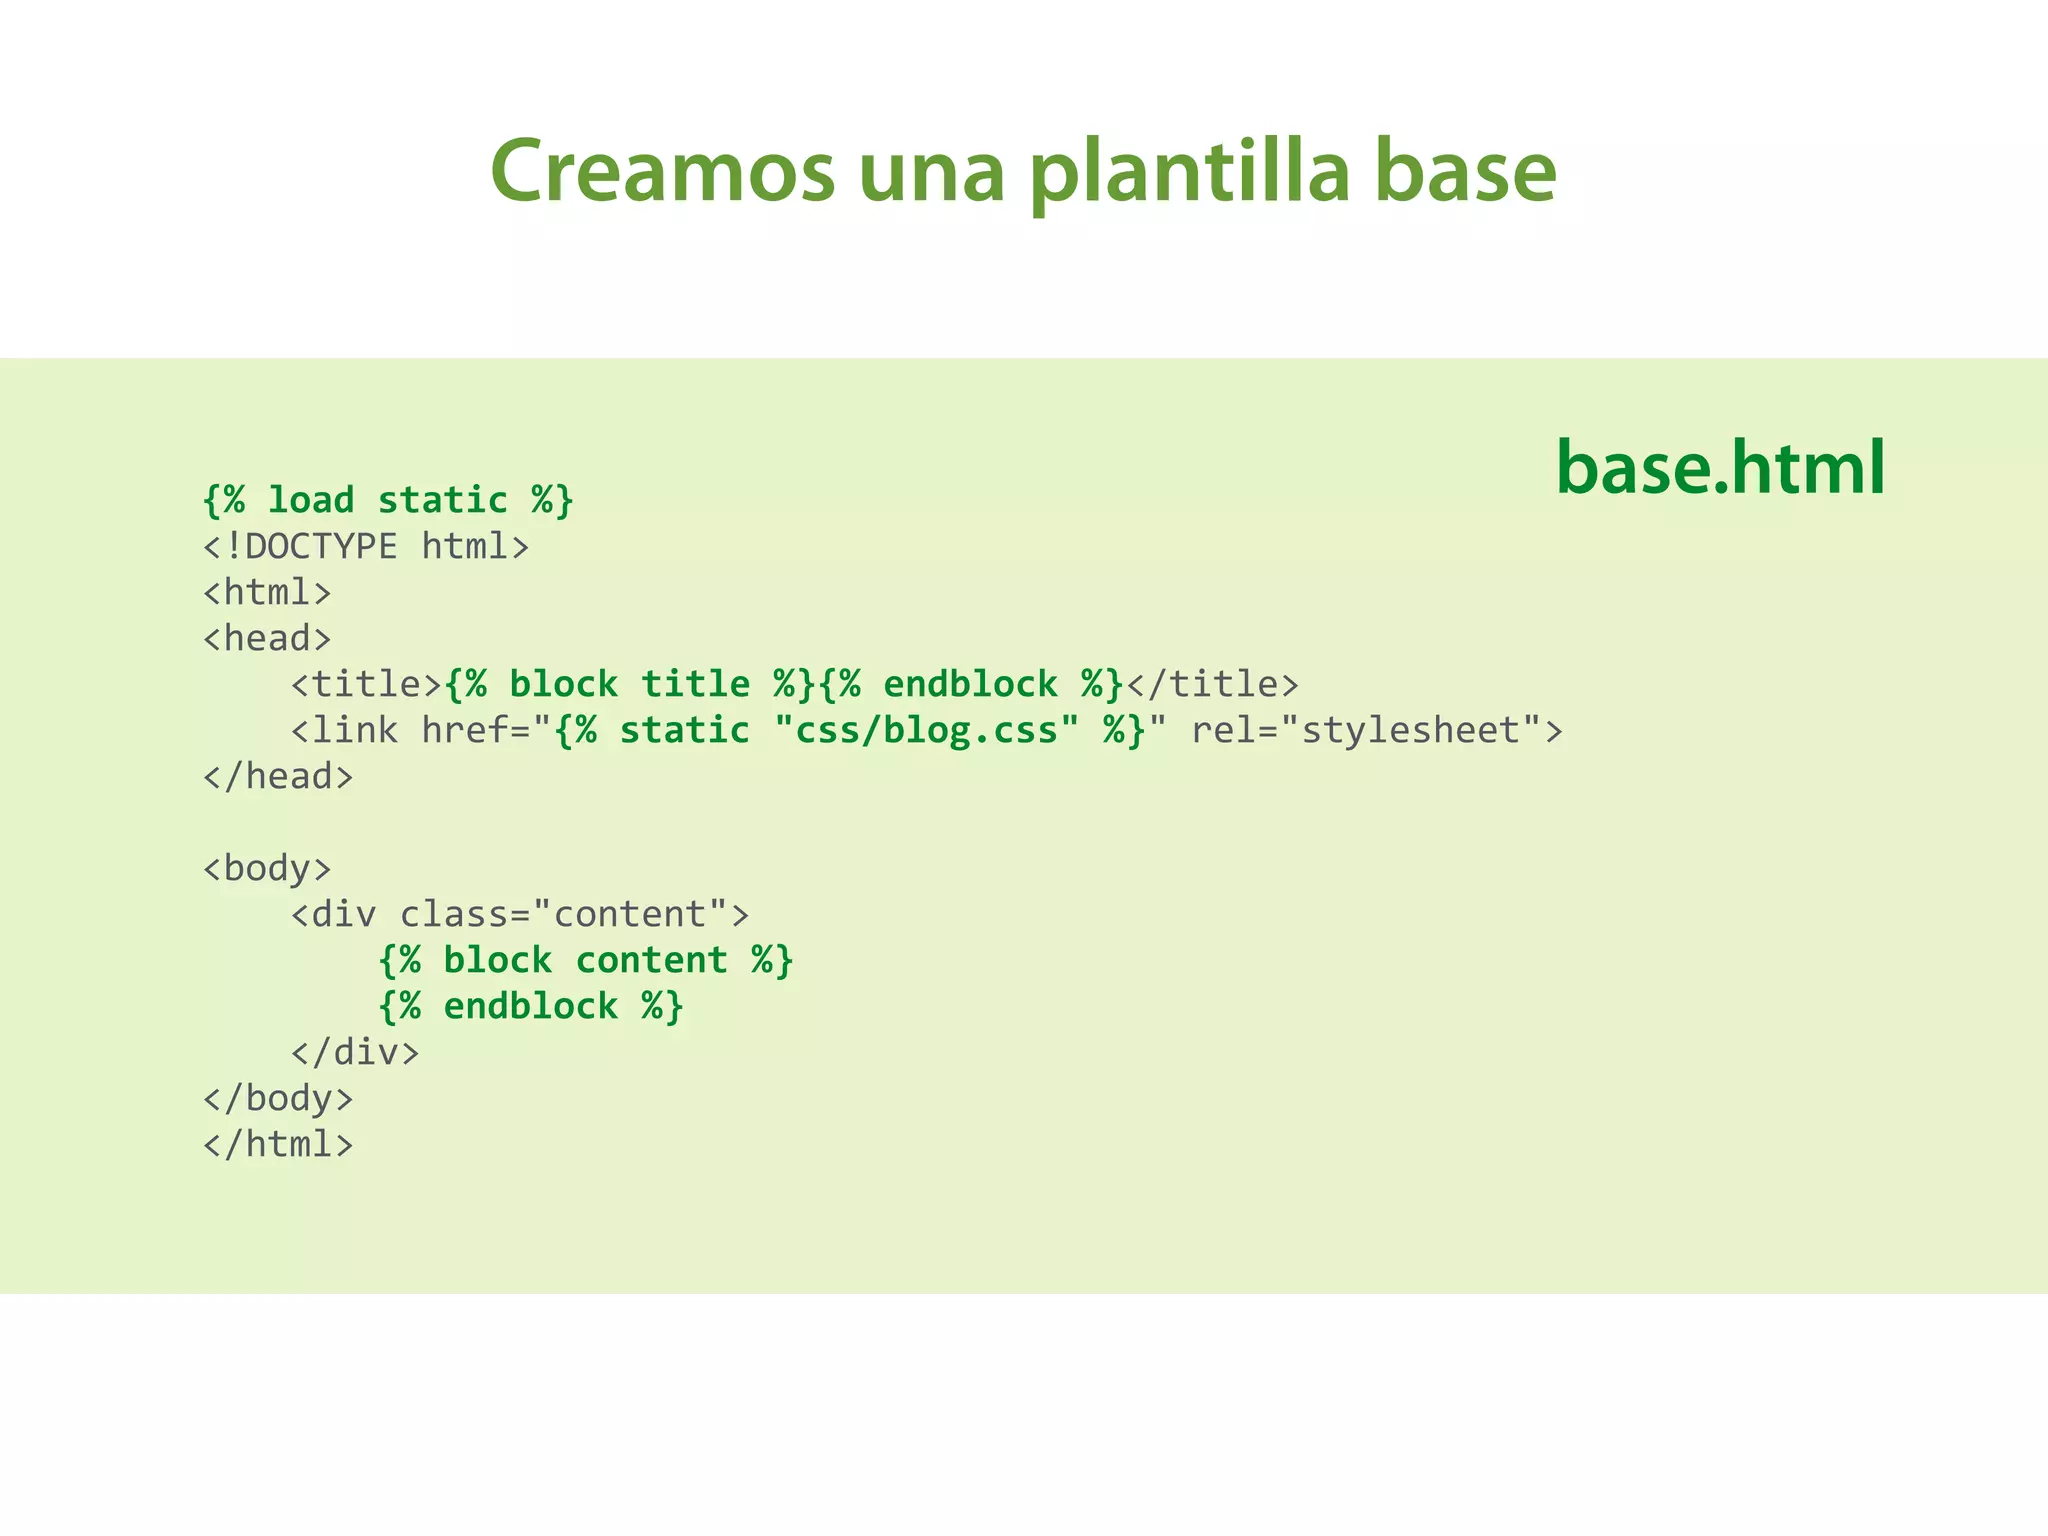 Creamos una plantilla base
base.html
{% load static %}
<!DOCTYPE html>
<html>
<head>
    <title>{% block title %}{% endblock %}</title>
    <link href="{% static "css/blog.css" %}" rel="stylesheet">
</head>

<body>
    <div class="content">
        {% block content %}
        {% endblock %}
    </div>
</body>
</html>